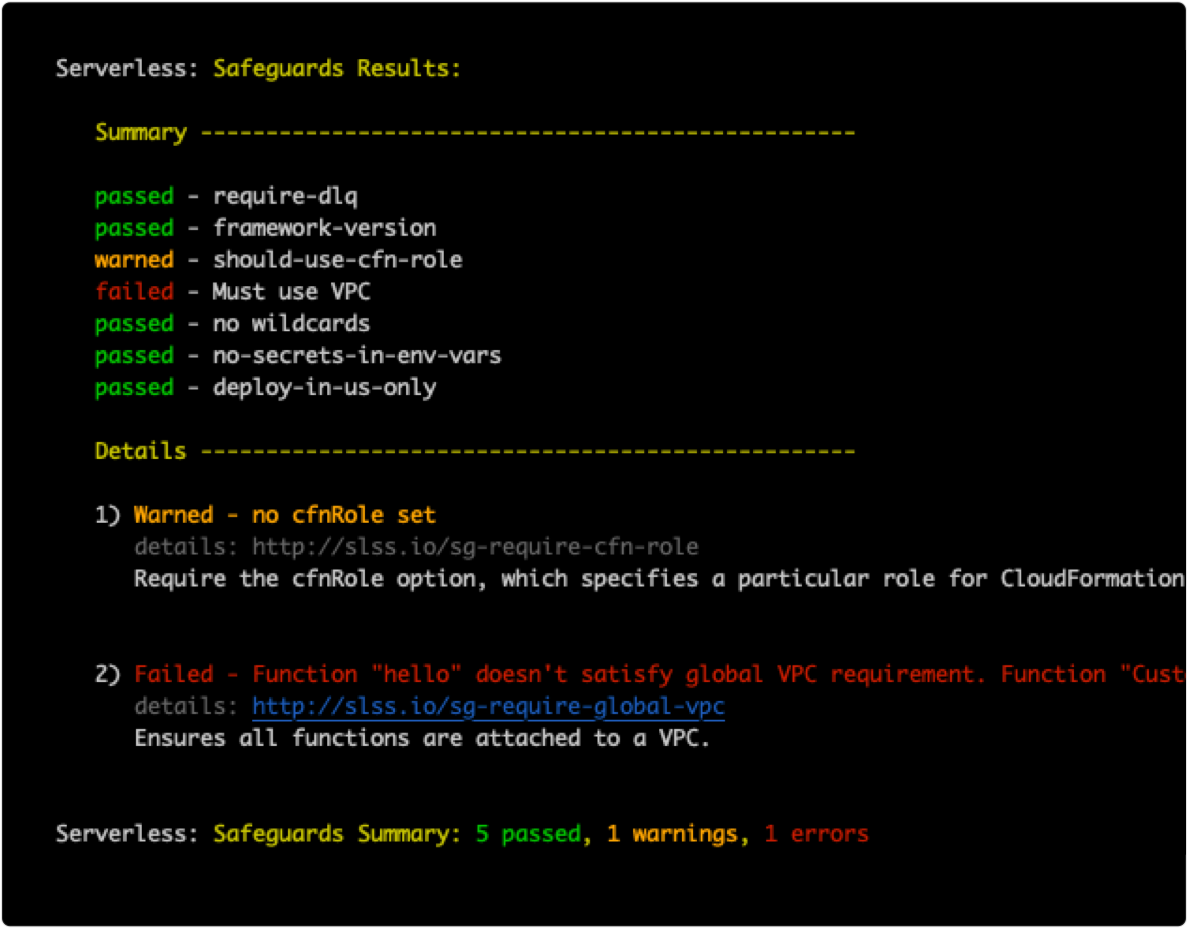 Serverless: Safeguards Results:
Summary --------------------------------------------------
passed - require-dlq
passed - framework-version
warned - should-use-cfn-role
failed - Must use VPC
passed - no wildcards
passed - no-secrets-in-env-vars
passed - deploy-in-us-only
Details --------------------------------------------------
1) Warned - no cfnRole set
details: http://slss.io/sg-require-cfn-role
Require the cfnRole option, which specifies a particular role for CloudFormation
2) Failed - Function "hello" doesn't satisfy global VPC requirement. Function "Cust
details: http://slss.io/sg-require-global-vpc
Ensures all functions are attached to a VPC.
Serverless: Safeguards Summary: 5 passed, 1 warnings, 1 errors